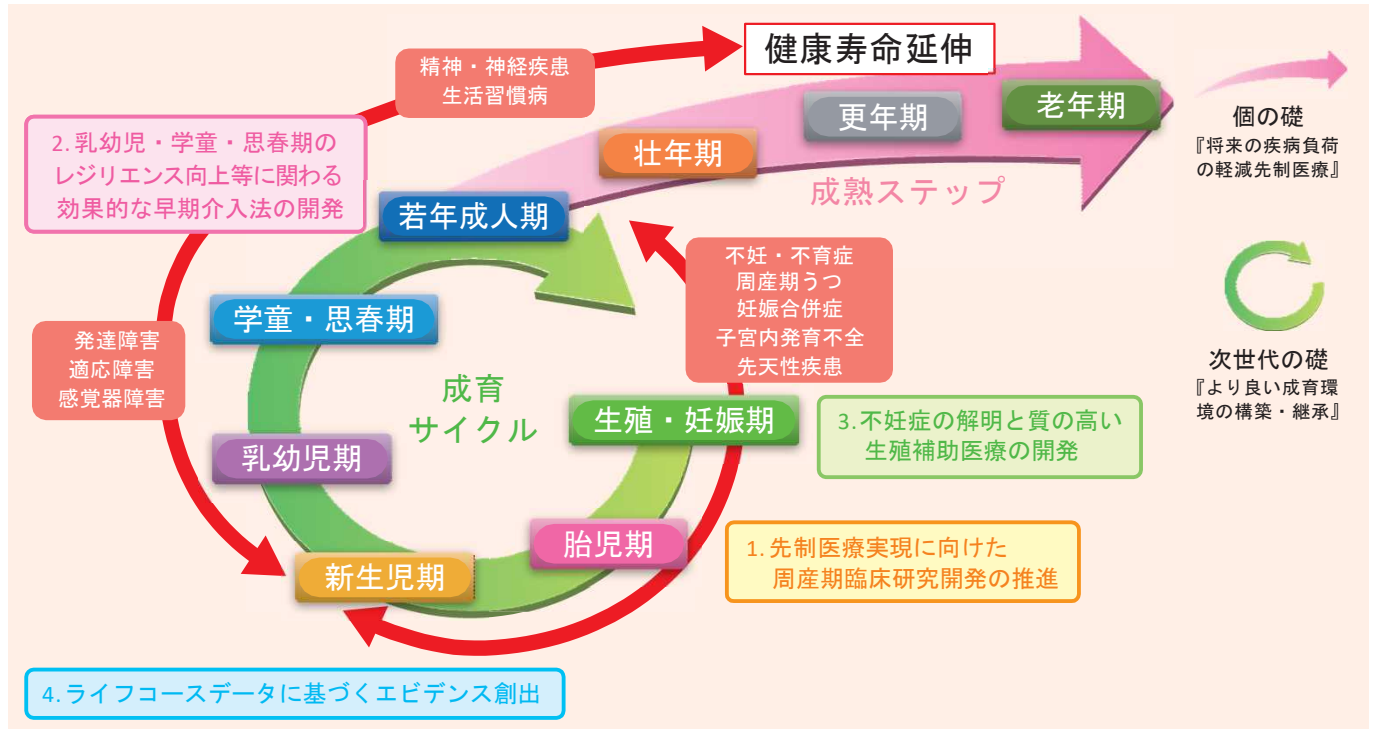 健康寿命延伸
精神・神経疾患
生活習慣病
2.乳幼児・学童・思春期の
レジリエンス向上等に関わる
効果的な早期介入法の開発
老年期
更年期
壮年期
成熟ステップ
若年成人期
個の礎
『将来の疾病負荷
の軽減先制医療』
不妊・不育症
周産期うつ
妊娠合併症
子宮内発育不全
先天性疾患
学童・思春期
発達障害
適応障害
感覚器障害
成育
サイクル
次世代の礎
『より良い成育環
境の構築・継承』
生殖・妊娠期
3.不妊症の解明と質の高い
生殖補助医療の開発
乳幼児期
胎児期
1.先制医療実現に向けた
周産期臨床研究開発の推進
新生児期
4.ライフコースデータに基づくエビデンス創出